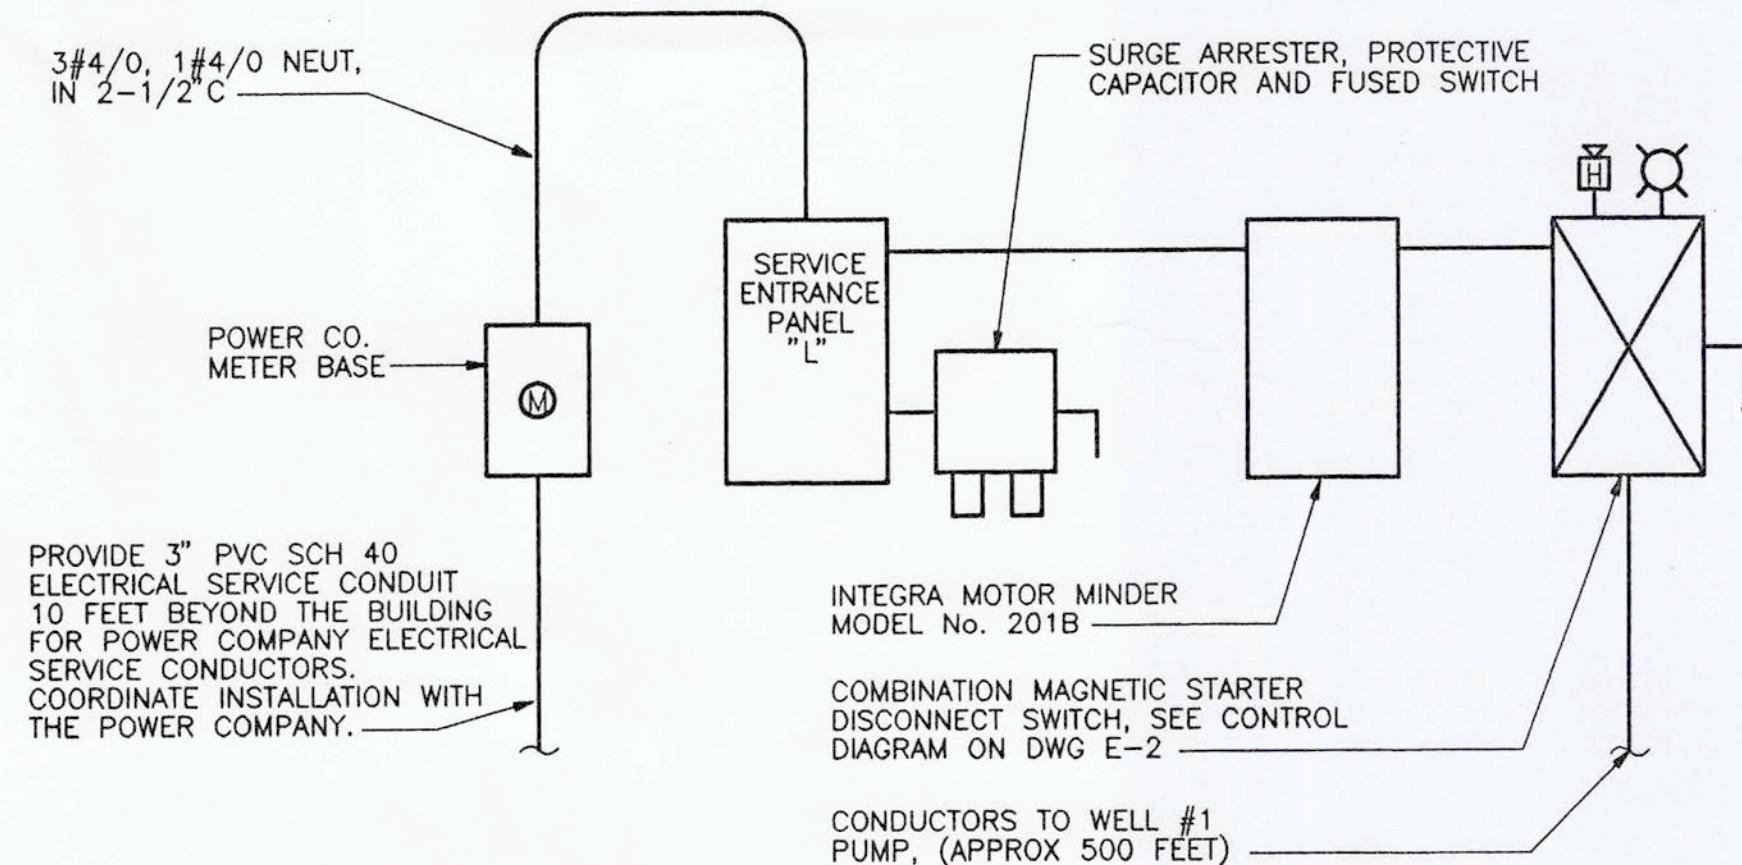 3#4/0, 1#4/0 NEUT,
IN 2-1/2"C
SURGE ARRESTER, PROTECTIVE
CAPACITOR AND FUSED SWITCH
H
SERVICE
ENTRANCE
PANEL
"L"
POWER CO.
METER BASE
M
PROVIDE 3" PVC SCH 40
ELECTRICAL SERVICE CONDUIT
10 FEET BEYOND THE BUILDING
FOR POWER COMPANY ELECTRICAL
SERVICE CONDUCTORS.
COORDINATE INSTALLATION WITH
THE POWER COMPANY.
INTEGRA MOTOR MINDER
MODEL No. 201B
COMBINATION MAGNETIC STARTER
DISCONNECT SWITCH, SEE CONTROL
DIAGRAM ON DWG E-2
CONDUCTORS TO WELL #1
PUMP, (APPROX 500 FEET)